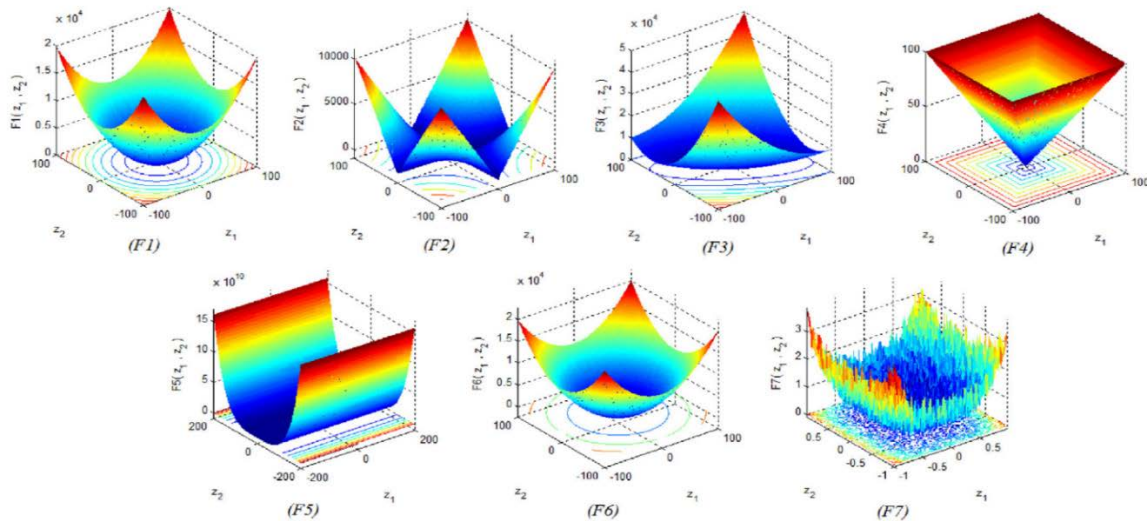 × 10⁴
2
1.5
1
0.5
0
F1( z₁ , z₂ )
100
0
-100
-100
0
100
z₂
z₁
(F1)
10000
5000
0
F2( z₁ , z₂ )
100
0
-100
-100
0
100
z₂
z₁
(F2)
× 10⁴
5
4
3
2
1
0
F3( z₁ , z₂ )
100
0
-100
-100
0
100
z₂
z₁
(F3)
100
50
0
F4( z₁ , z₂ )
100
0
-100
-100
0
100
z₂
z₁
(F4)
× 10¹⁰
15
10
5
0
F5( z₁ , z₂ )
200
0
-200
-200
0
200
z₂
z₁
(F5)
× 10⁴
2
1.5
1
0.5
0
F6( z₁ , z₂ )
100
0
-100
-100
0
100
z₂
z₁
(F6)
3
2
1
0
F7( z₁ , z₂ )
0.5
0
-0.5
-1
-1
-0.5
0
0.5
z₂
z₁
(F7)